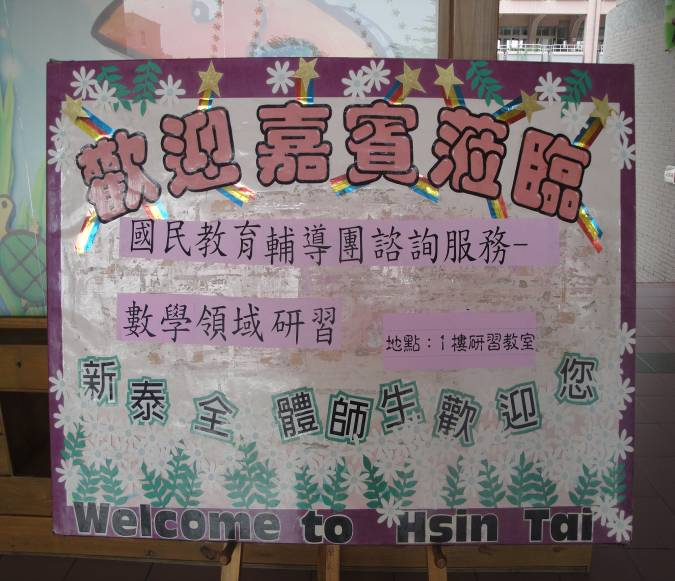 歡迎嘉賓蒞臨
國民教育輔導團諮詢服務-
數學領域研習
地點：1樓研習教室
新泰全體師生歡迎您
Welcome to Hsin Tai